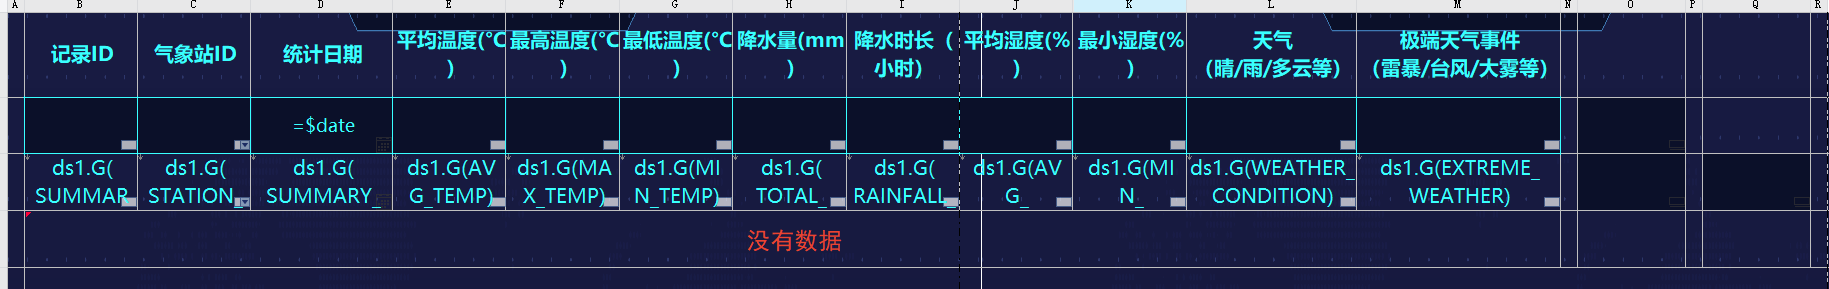 A B C D E F G H I J K L M N O P Q R
记录ID 气象站ID 统计日期 平均温度(℃ 最高温度(℃ 最低温度(℃ 降水量(mm 降水时长（ 平均湿度(% 最小湿度(% 天气 极端天气事件
) ) ) ) 小时） ) ) （晴/雨/多云等） （雷暴/台风/大雾等）
=$date
ds1.G( ds1.G( ds1.G( ds1.G(AV ds1.G(MA ds1.G(MI ds1.G( ds1.G( ds1.G(AV ds1.G(MI ds1.G(WEATHER_ ds1.G(EXTREME_
SUMMAR STATION_ SUMMARY_ G_TEMP) X_TEMP) N_TEMP) TOTAL_ RAINFALL_ G_ N_ CONDITION) WEATHER)
没有数据